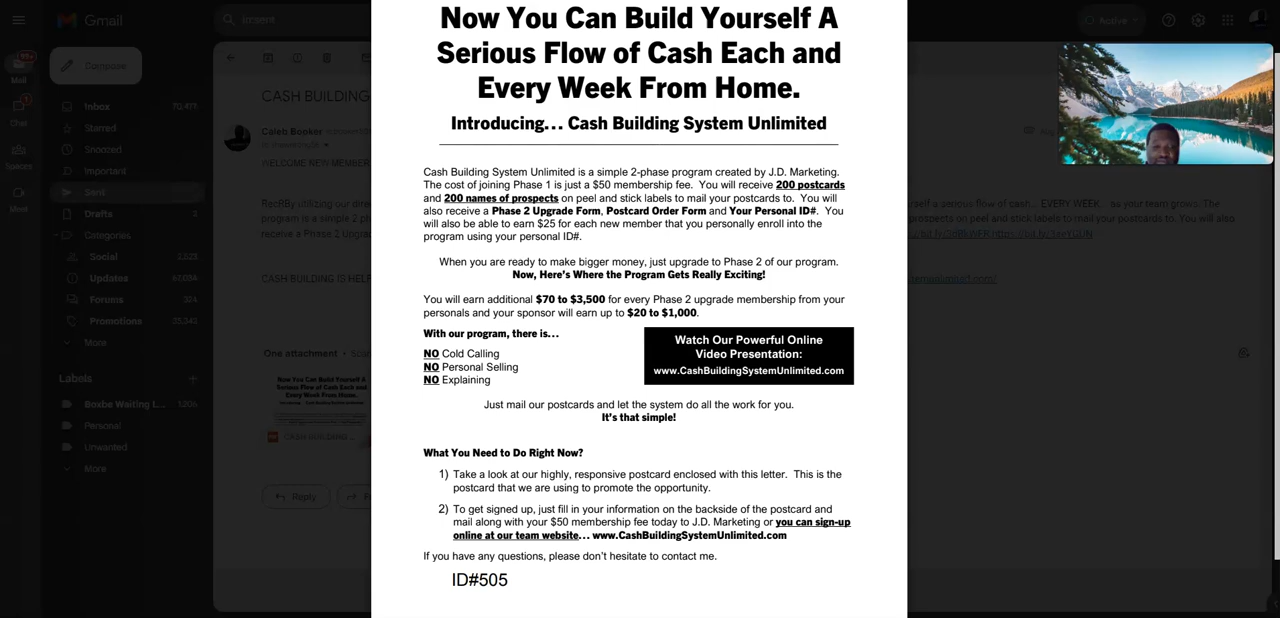 Now You Can Build Yourself A
Serious Flow of Cash Each and
Every Week From Home.
Introducing… Cash Building System Unlimited
Cash Building System Unlimited is a simple 2-phase program created by J.D. Marketing.
The cost of joining Phase 1 is just a $50 membership fee. You will receive 200 postcards
and 200 names of prospects on peel and stick labels to mail your postcards to. You will
also receive a Phase 2 Upgrade Form, Postcard Order Form and Your Personal ID#. You
will also be able to earn $25 for each new member that you personally enroll into the
program using your personal ID#.
When you are ready to make bigger money, just upgrade to Phase 2 of our program.
Now, Here's Where the Program Gets Really Exciting!
You will earn additional $70 to $3,500 for every Phase 2 upgrade membership from your
personals and your sponsor will earn up to $20 to $1,000.
With our program, there is…
NO Cold Calling
NO Personal Selling
NO Explaining
Watch Our Powerful Online
Video Presentation:
www.CashBuildingSystemUnlimited.com
Just mail our postcards and let the system do all the work for you.
It's that simple!
What You Need to Do Right Now?
1) Take a look at our highly, responsive postcard enclosed with this letter. This is the
postcard that we are using to promote the opportunity.
2) To get signed up, just fill in your information on the backside of the postcard and
mail along with your $50 membership fee today to J.D. Marketing or you can sign-up
online at our team website… www.CashBuildingSystemUnlimited.com
If you have any questions, please don't hesitate to contact me.
ID#505
Gmail
Compose
Mail
Chat
Spaces
Meet
Inbox
Starred
Snoozed
Important
Sent
Drafts 2
Categories
Social
Updates
Forums
Promotions
More
Labels
Boxbe Waiting L...
Personal
Unwanted
More
CASH BUILDING
Caleb Booker
WELCOME NEW MEMBER
One attachment
Reply
Active